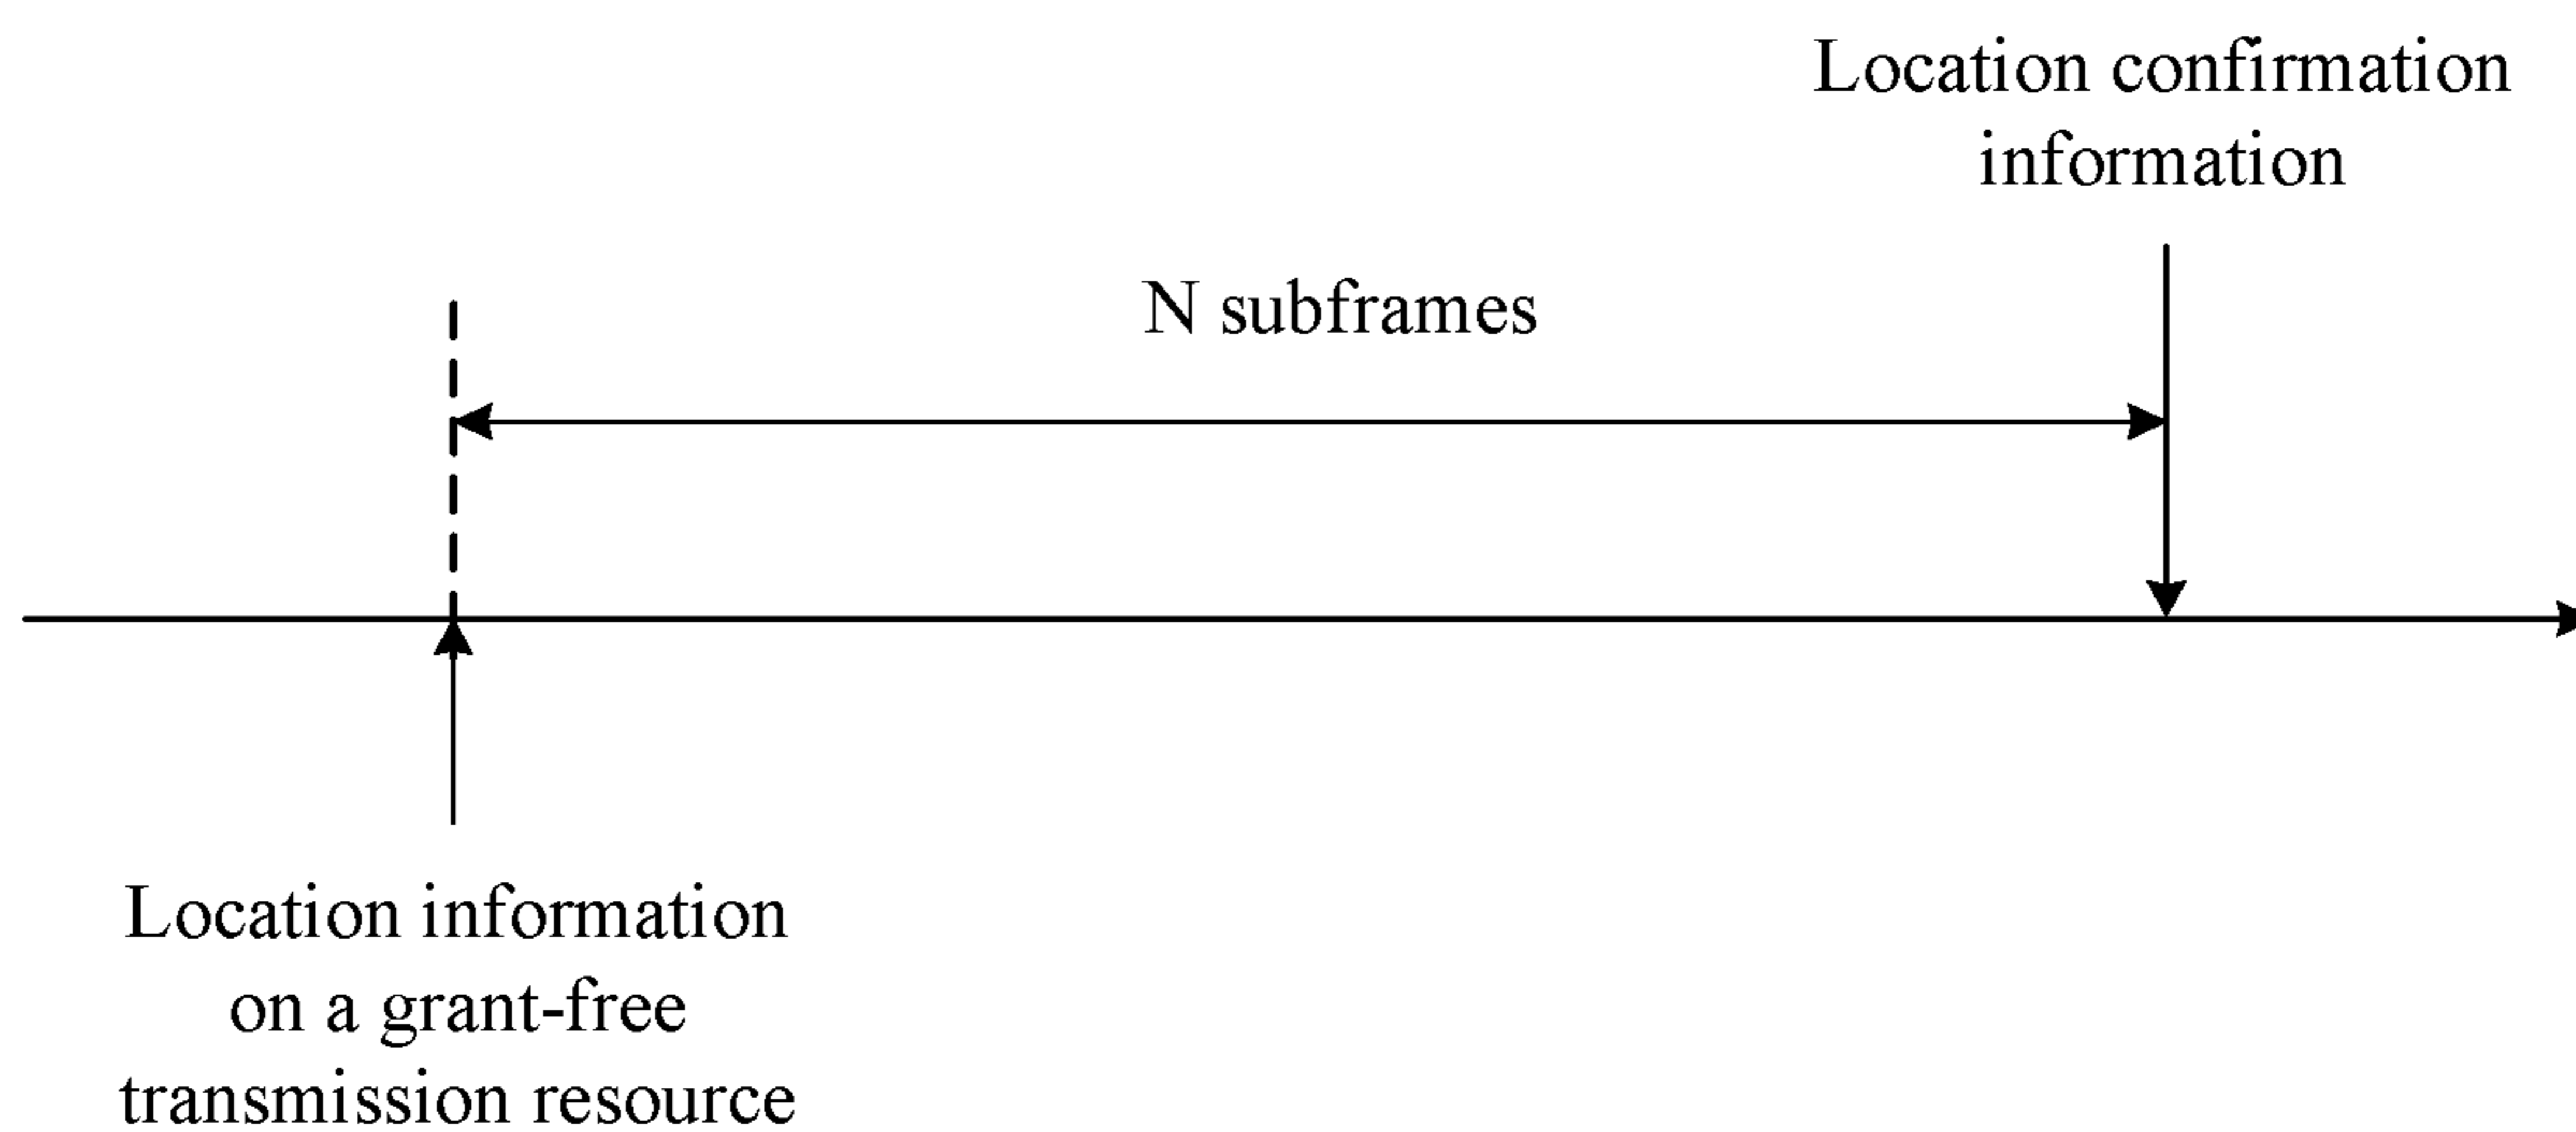 Location confirmation
information
N subframes
Location information
on a grant-free
transmission resource